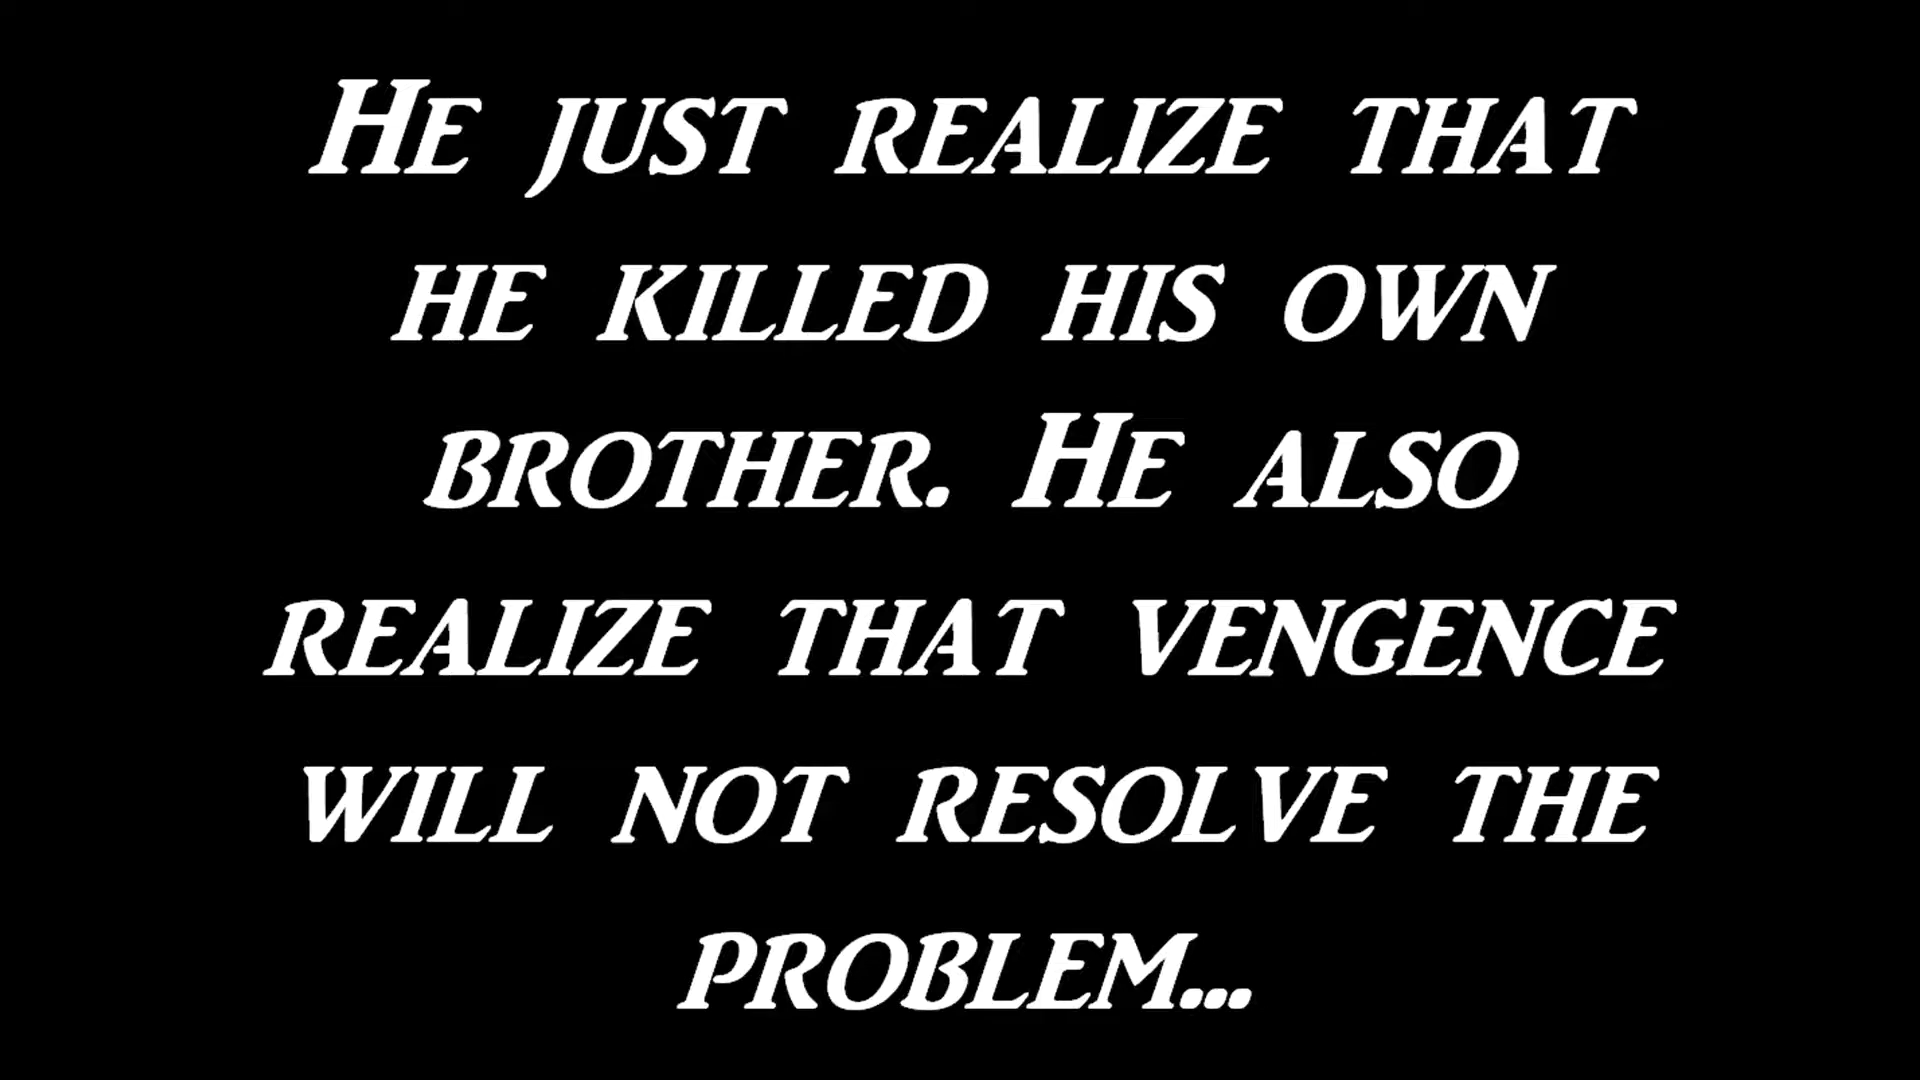 He just realize that
he killed his own
brother. He also
realize that vengence
will not resolve the
problem...